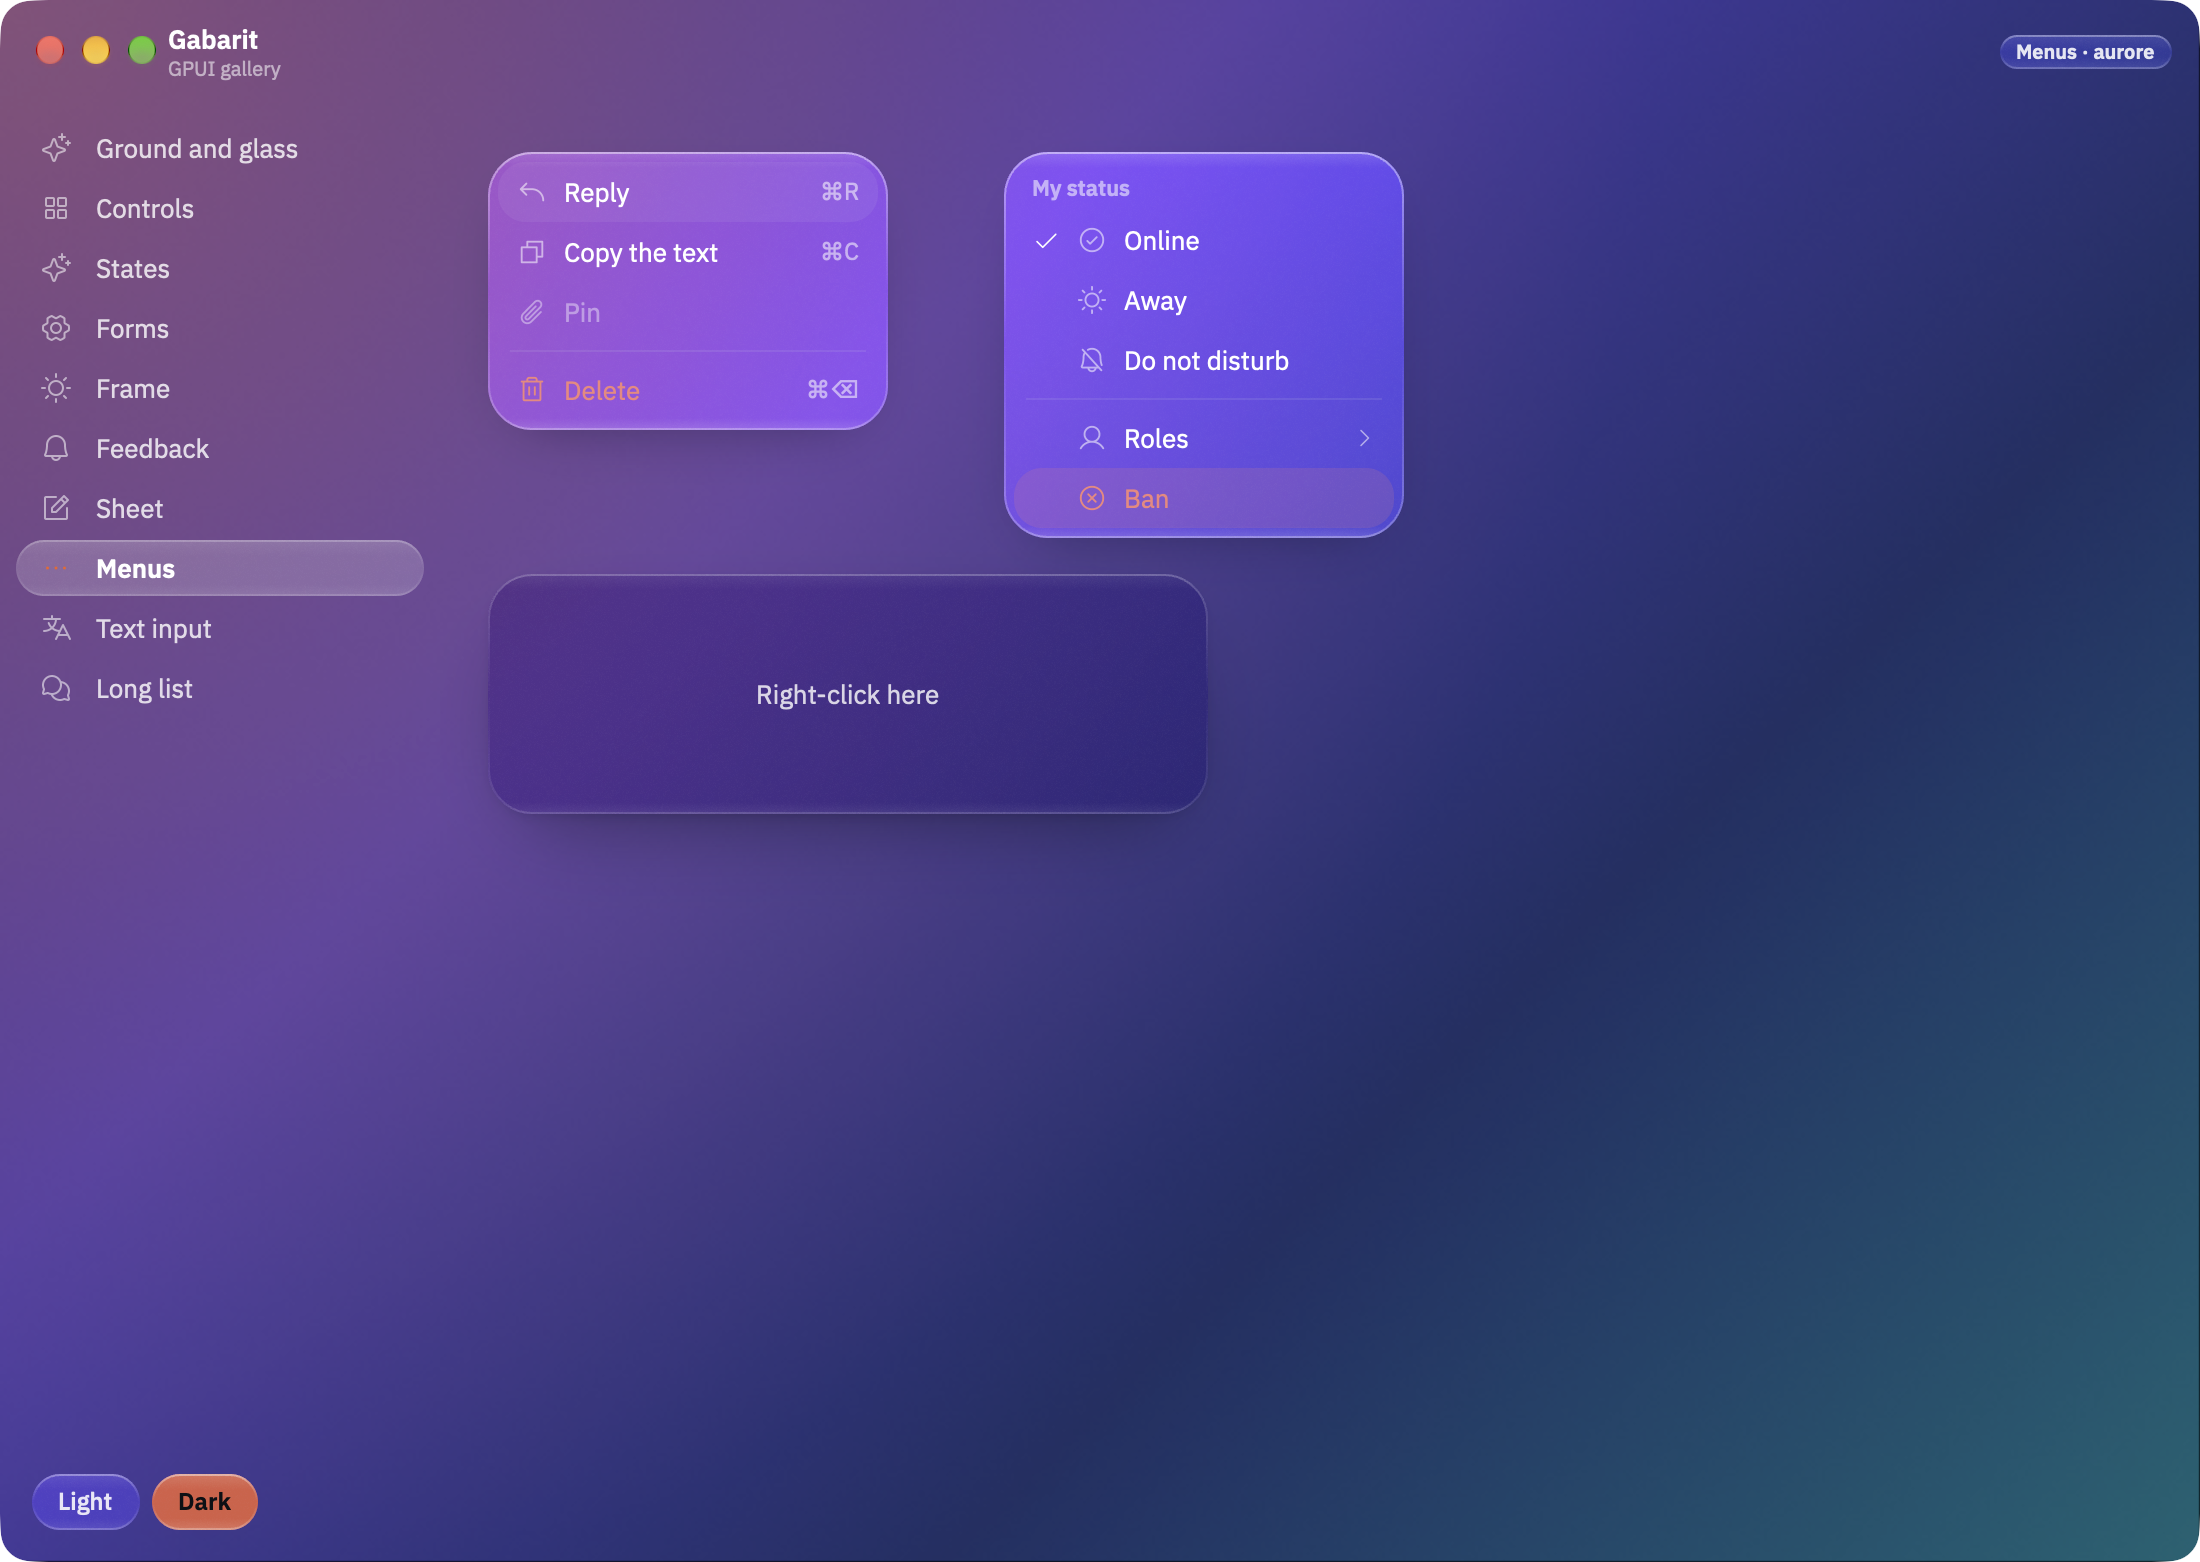 Gabarit
GPUI gallery
Menus · aurore
Ground and glass
Controls
States
Forms
Frame
Feedback
Sheet
Menus
Text input
Long list
Reply ⌘R
Copy the text ⌘C
Pin
Delete ⌘⌫
My status
Online
Away
Do not disturb
Roles
Ban
Right-click here
Light
Dark